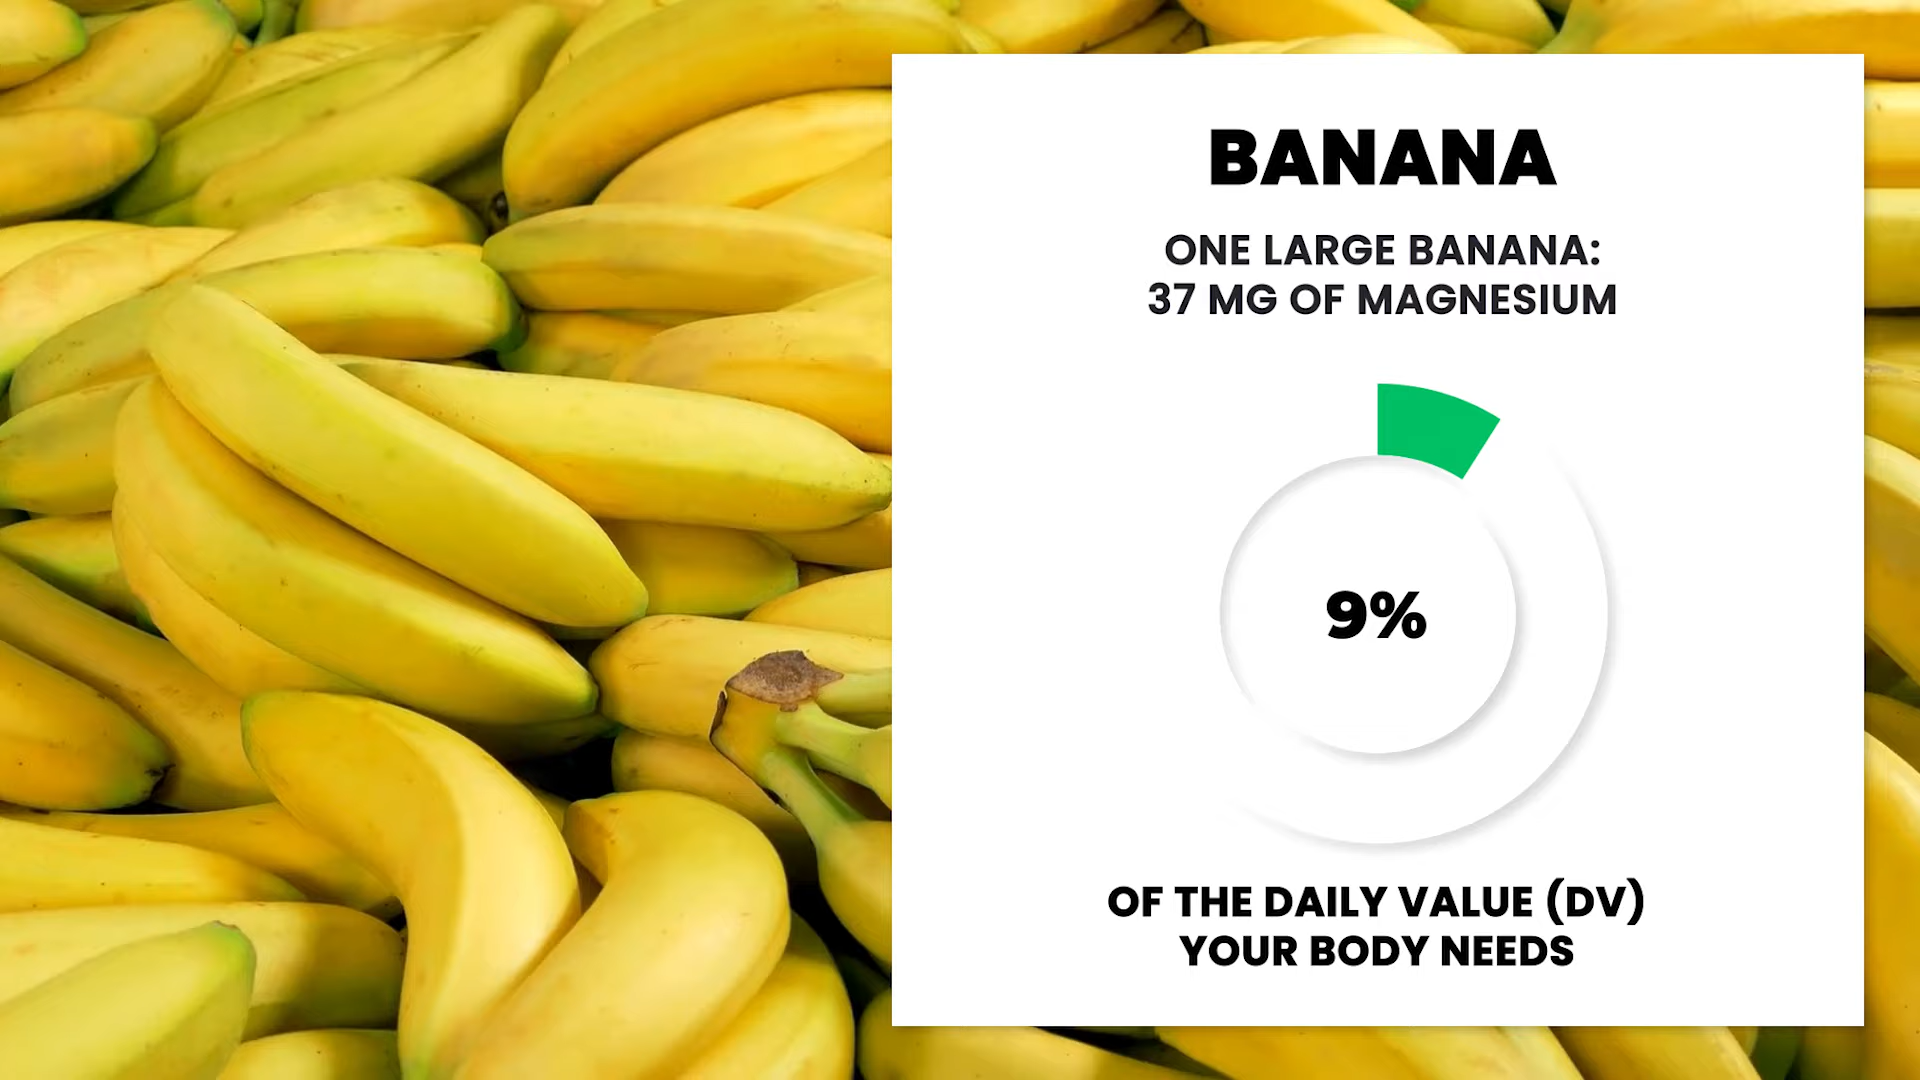 BANANA
ONE LARGE BANANA:
37 MG OF MAGNESIUM
9%
OF THE DAILY VALUE (DV)
YOUR BODY NEEDS